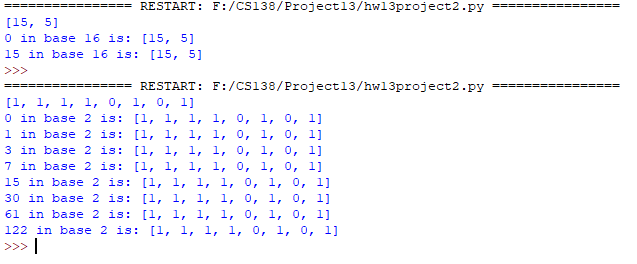 ================ RESTART: F:/CS138/Project13/hw13project2.py ================
[15, 5]
0 in base 16 is: [15, 5]
15 in base 16 is: [15, 5]
>>>
================ RESTART: F:/CS138/Project13/hw13project2.py ================
[1, 1, 1, 1, 0, 1, 0, 1]
0 in base 2 is: [1, 1, 1, 1, 0, 1, 0, 1]
1 in base 2 is: [1, 1, 1, 1, 0, 1, 0, 1]
3 in base 2 is: [1, 1, 1, 1, 0, 1, 0, 1]
7 in base 2 is: [1, 1, 1, 1, 0, 1, 0, 1]
15 in base 2 is: [1, 1, 1, 1, 0, 1, 0, 1]
30 in base 2 is: [1, 1, 1, 1, 0, 1, 0, 1]
61 in base 2 is: [1, 1, 1, 1, 0, 1, 0, 1]
122 in base 2 is: [1, 1, 1, 1, 0, 1, 0, 1]
>>>